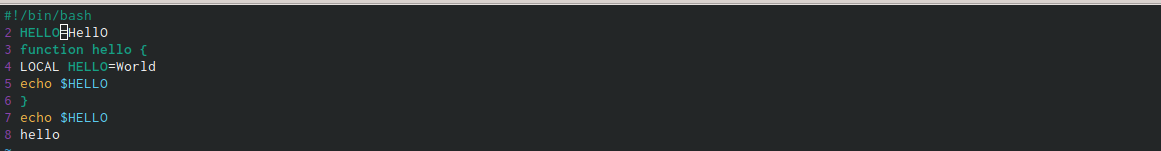 #!/bin/bash
2 HELLO=HellO
3 function hello {
4 LOCAL HELLO=World
5 echo $HELLO
6 }
7 echo $HELLO
8 hello
~